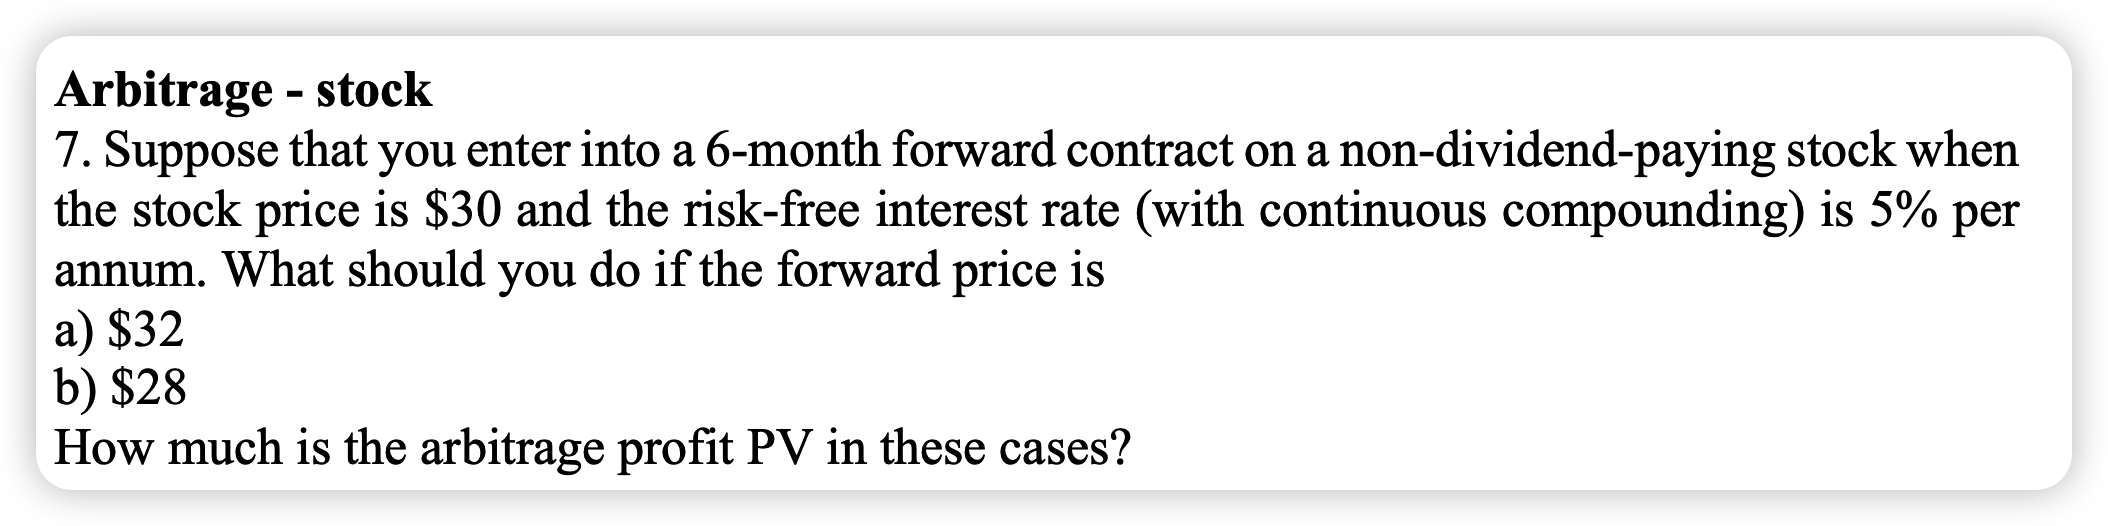 Arbitrage - stock
7. Suppose that you enter into a 6-month forward contract on a non-dividend-paying stock when
the stock price is $30 and the risk-free interest rate (with continuous compounding) is 5% per
annum. What should you do if the forward price is
a) $32
b) $28
How much is the arbitrage profit PV in these cases?